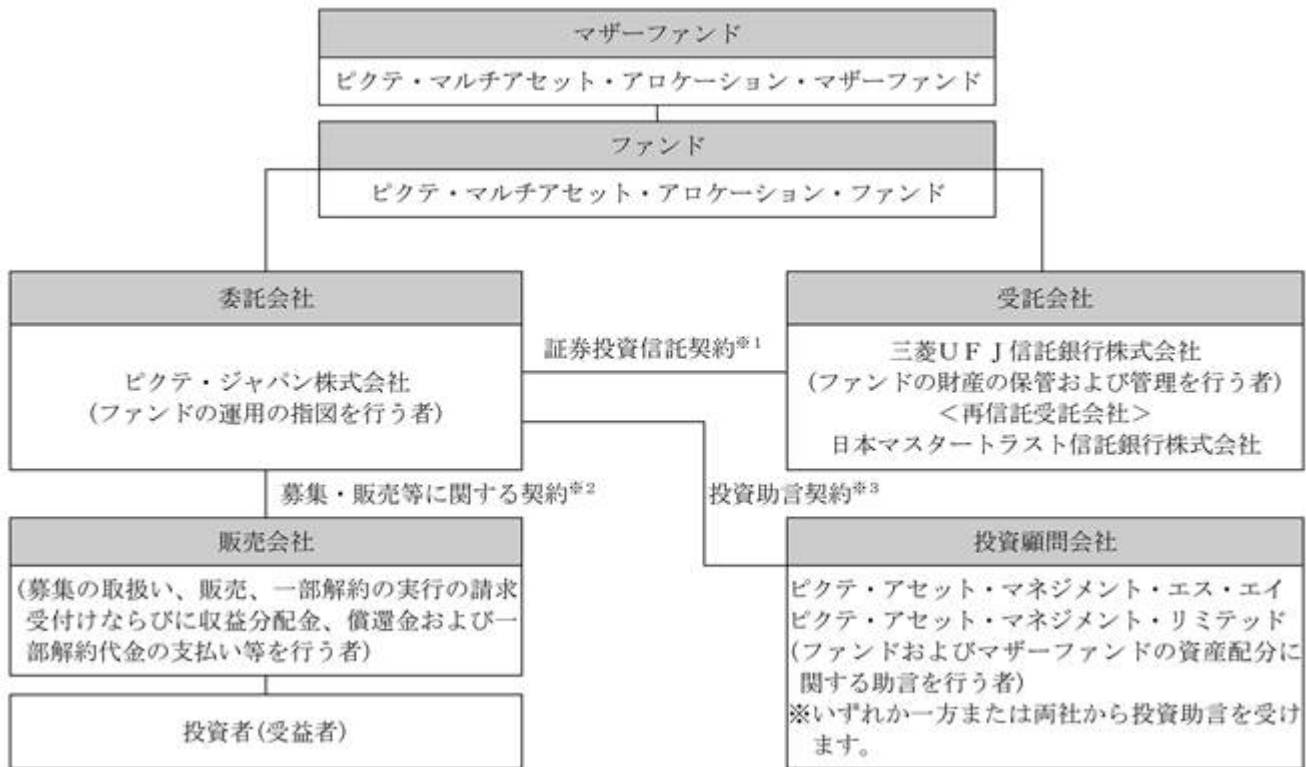 マザーファンド
ピクテ・マルチアセット・アロケーション・マザーファンド
ファンド
ピクテ・マルチアセット・アロケーション・ファンド
委託会社
ピクテ・ジャパン株式会社
(ファンドの運用の指図を行う者)
証券投資信託契約※1
受託会社
三菱UFJ信託銀行株式会社
(ファンドの財産の保管および管理を行う者)
<再信託受託会社>
日本マスタートラスト信託銀行株式会社
募集・販売等に関する契約※2
投資助言契約※3
販売会社
(募集の取扱い、販売、一部解約の実行の請求
受付けならびに収益分配金、償還金および一
部解約代金の支払い等を行う者)
投資者(受益者)
投資顧問会社
ピクテ・アセット・マネジメント・エス・エイ
ピクテ・アセット・マネジメント・リミテッド
(ファンドおよびマザーファンドの資産配分に
関する助言を行う者)
※いずれか一方または両社から投資助言を受け
ます。